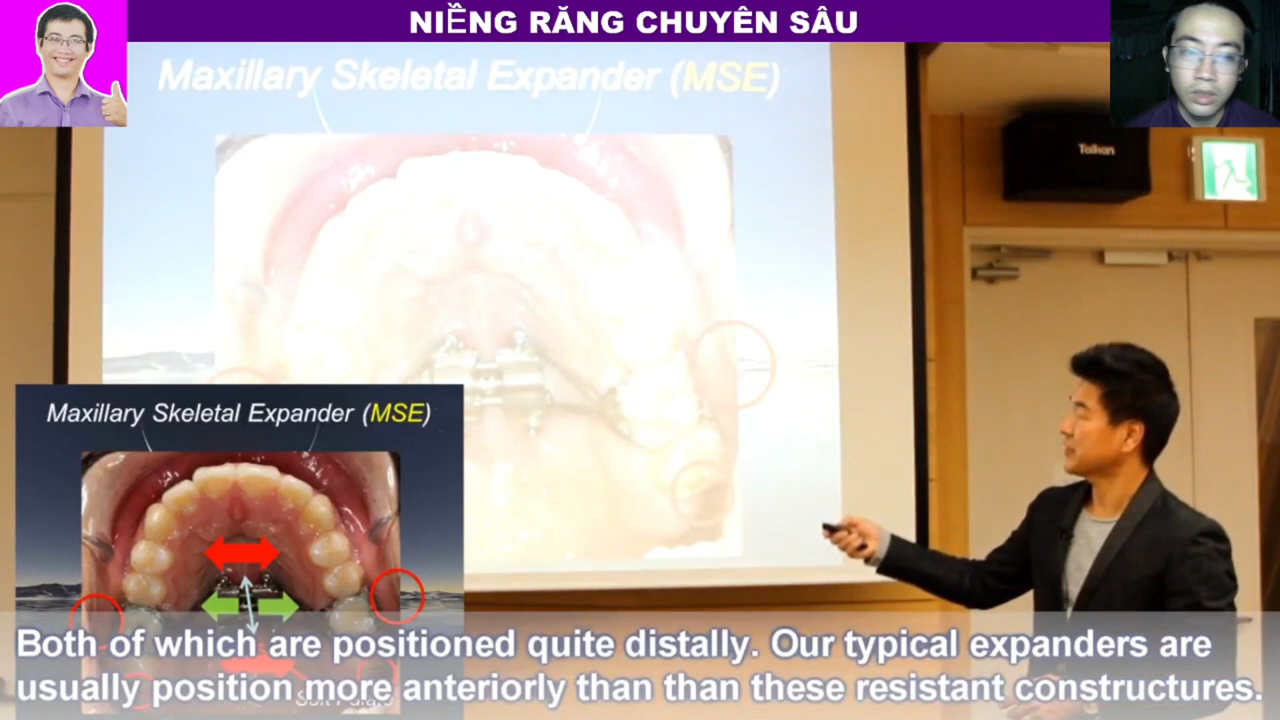 NIỀNG RĂNG CHUYÊN SÂU
Maxillary Skeletal Expander (MSE)
Taikan
Maxillary Skeletal Expander (MSE)
Both of which are positioned quite distally. Our typical expanders are
usually position more anteriorly than than these resistant constructures.